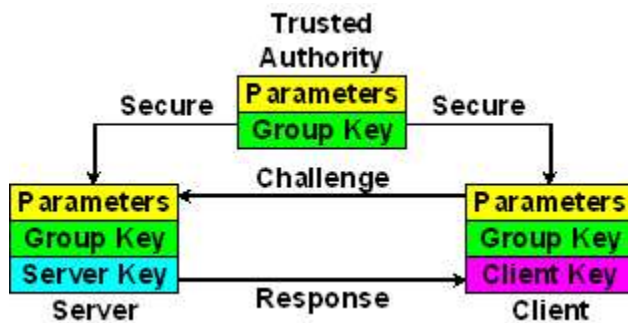 Trusted
Authority
Parameters
Group Key
Secure
Secure
Challenge
Parameters
Group Key
Server Key
Server
Parameters
Group Key
Client Key
Client
Response